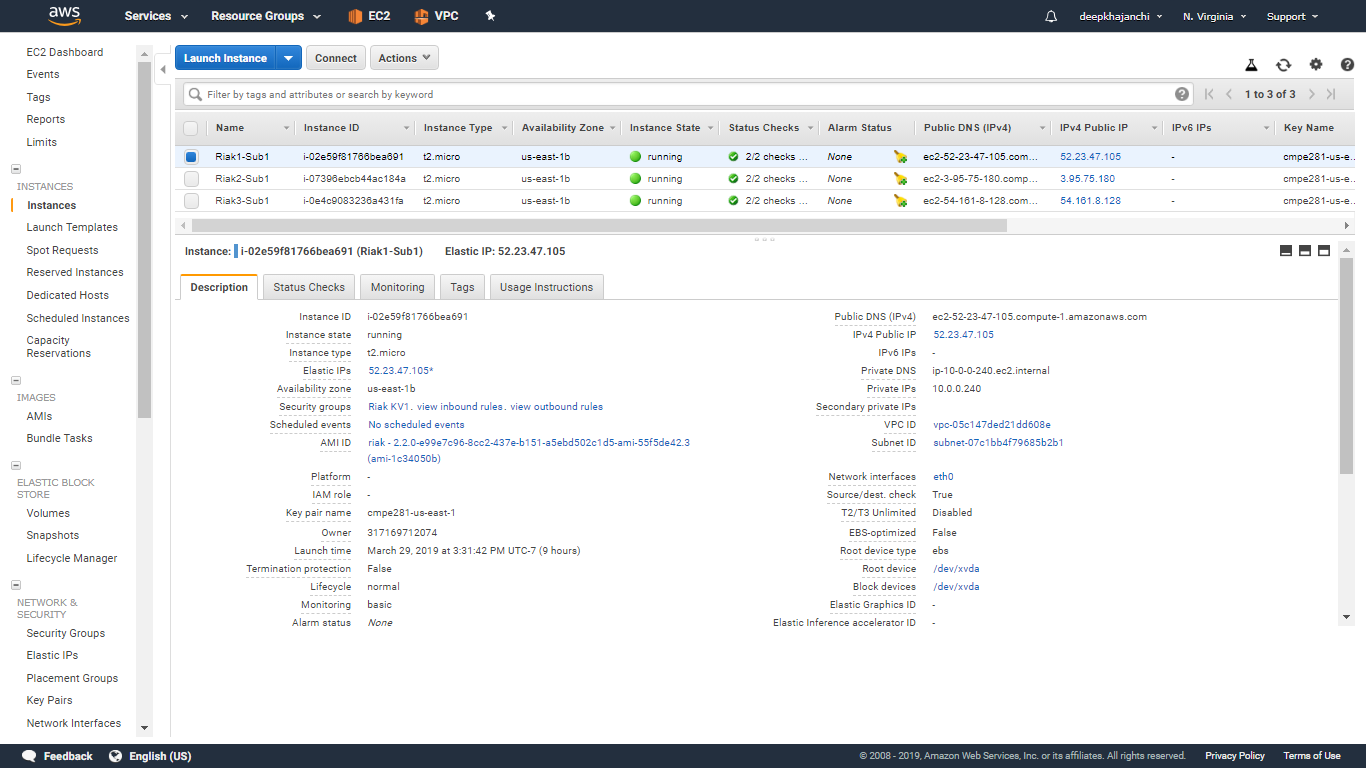 aws Services Resource Groups EC2 VPC deepkhajanchi N. Virginia Support
EC2 Dashboard
Events
Tags
Reports
Limits
INSTANCES
Instances
Launch Templates
Spot Requests
Reserved Instances
Dedicated Hosts
Scheduled Instances
Capacity
Reservations
IMAGES
AMIs
Bundle Tasks
ELASTIC BLOCK
STORE
Volumes
Snapshots
Lifecycle Manager
NETWORK &
SECURITY
Security Groups
Elastic IPs
Placement Groups
Key Pairs
Network Interfaces
Launch Instance Connect Actions
Filter by tags and attributes or search by keyword 1 to 3 of 3
Name Instance ID Instance Type Availability Zone Instance State Status Checks Alarm Status Public DNS (IPv4) IPv4 Public IP IPv6 IPs Key Name
Riak1-Sub1 i-02e59f81766bea691 t2.micro us-east-1b running 2/2 checks ... None ec2-52-23-47-105.com... 52.23.47.105 - cmpe281-us-e...
Riak2-Sub1 i-07396ebcb44ac184a t2.micro us-east-1b running 2/2 checks ... None ec2-3-95-75-180.comp... 3.95.75.180 - cmpe281-us-e...
Riak3-Sub1 i-0e4c9083236a431fa t2.micro us-east-1b running 2/2 checks ... None ec2-54-161-8-128.com... 54.161.8.128 - cmpe281-us-e...
Instance: i-02e59f81766bea691 (Riak1-Sub1) Elastic IP: 52.23.47.105
Description Status Checks Monitoring Tags Usage Instructions
Instance ID i-02e59f81766bea691 Public DNS (IPv4) ec2-52-23-47-105.compute-1.amazonaws.com
Instance state running IPv4 Public IP 52.23.47.105
Instance type t2.micro IPv6 IPs -
Elastic IPs 52.23.47.105* Private DNS ip-10-0-0-240.ec2.internal
Availability zone us-east-1b Private IPs 10.0.0.240
Security groups Riak KV1. view inbound rules. view outbound rules Secondary private IPs
Scheduled events No scheduled events VPC ID vpc-05c147ded21dd608e
AMI ID riak - 2.2.0-e99e7c96-8cc2-437e-b151-a5ebd502c1d5-ami-55f5de42.3 Subnet ID subnet-07c1bb4f79685b2b1
(ami-1c34050b)
Platform - Network interfaces eth0
IAM role - Source/dest. check True
Key pair name cmpe281-us-east-1 T2/T3 Unlimited Disabled
Owner 317169712074 EBS-optimized False
Launch time March 29, 2019 at 3:31:42 PM UTC-7 (9 hours) Root device type ebs
Termination protection False Root device /dev/xvda
Lifecycle normal Block devices /dev/xvda
Monitoring basic Elastic Graphics ID -
Alarm status None Elastic Inference accelerator ID -
Feedback English (US) © 2008 - 2019, Amazon Web Services, Inc. or its affiliates. All rights reserved. Privacy Policy Terms of Use